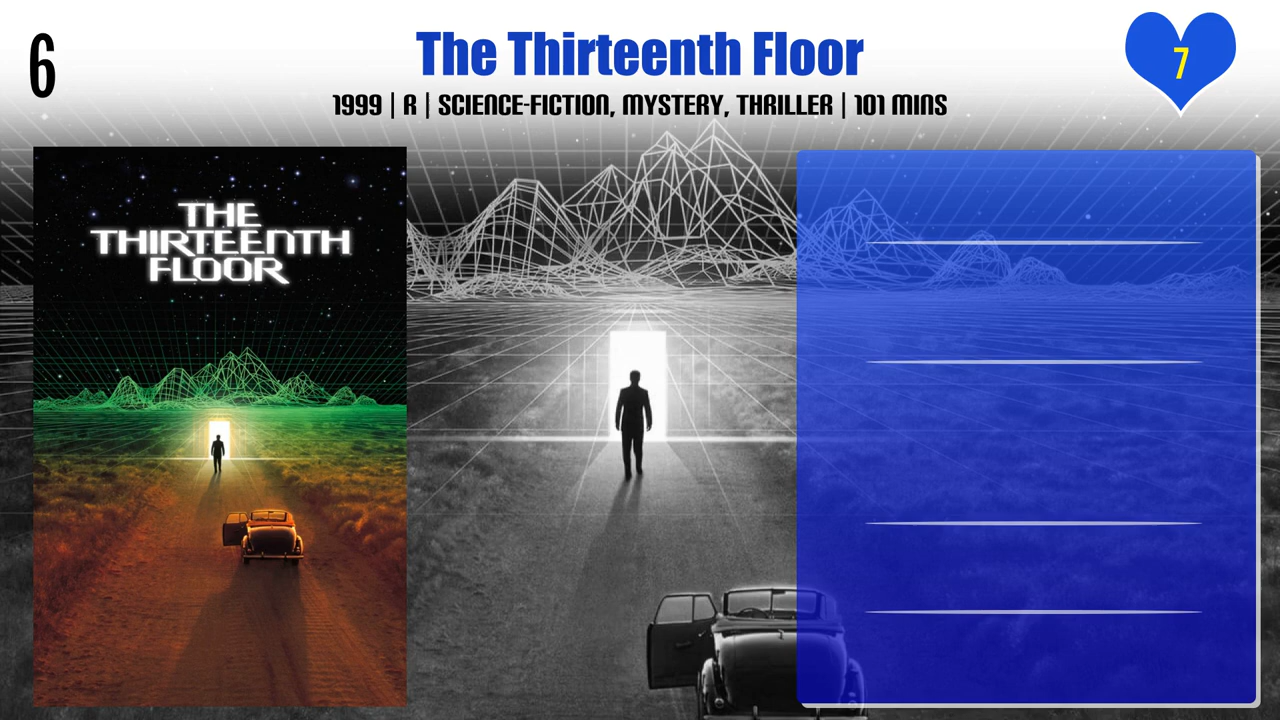 6
The Thirteenth Floor
1999 | R | SCIENCE-FICTION, MYSTERY, THRILLER | 101 MINS
7
THE
THIRTEENTH
FLOOR